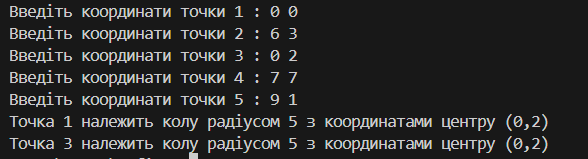 Введіть координати точки 1 : 0 0
Введіть координати точки 2 : 6 3
Введіть координати точки 3 : 0 2
Введіть координати точки 4 : 7 7
Введіть координати точки 5 : 9 1
Точка 1 належить колу радіусом 5 з координатами центру (0,2)
Точка 3 належить колу радіусом 5 з координатами центру (0,2)